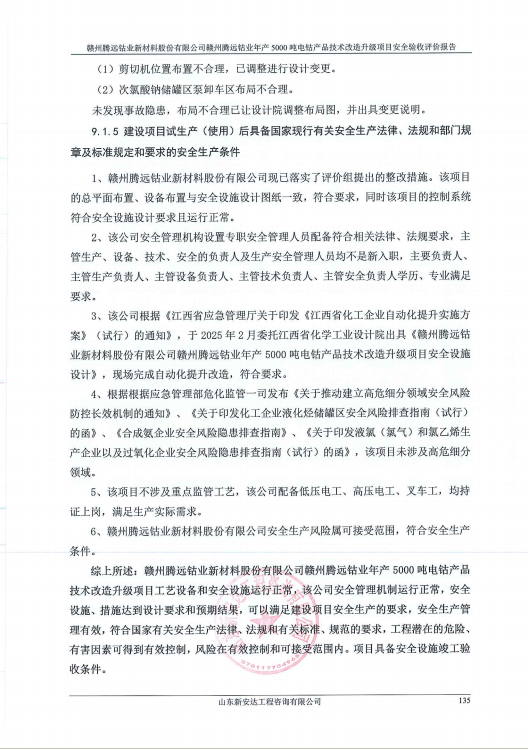 赣州腾远钴业新材料股份有限公司赣州腾远钴业年产 5000 吨电钴产品技术改造升级项目安全验收评价报告
（1）剪切机位置布置不合理，已调整进行设计变更。
（2）次氯酸钠储罐区泵卸车区布局不合理。
未发现事故隐患，布局不合理已让设计院调整布局图，并出具变更说明。
9.1.5 建设项目试生产（使用）后具备国家现行有关安全生产法律、法规和部门规
章及标准规定和要求的安全生产条件
1、赣州腾远钴业新材料股份有限公司现已落实了评价组提出的整改措施。该项目
的总平面布置、设备布置与安全设施设计图纸一致，符合要求，同时该项目的控制系统
符合安全设施设计要求且运行正常。
2、该公司安全管理机构设置专职安全管理人员配备符合相关法律、法规要求，主
管生产、设备、技术、安全的负责人及生产安全管理人员均不是新入职，主要负责人、
主管生产负责人、主管设备负责人、主管技术负责人、主管安全负责人学历、专业满足
要求。
3、该公司根据《江西省应急管理厅关于印发《江西省化工企业自动化提升实施方
案》（试行）的通知》，于 2025 年 2 月委托江西省化学工业设计院出具《赣州腾远钴
业新材料股份有限公司赣州腾远钴业年产 5000 吨电钴产品技术改造升级项目安全设施
设计》，现场完成自动化提升改造，符合要求。
4、根据根据应急管理部危化监管一司发布《关于推动建立高危细分领域安全风险
防控长效机制的通知》、《关于印发化工企业液化烃储罐区安全风险排查指南（试行）
的函》、《合成氨企业安全风险隐患排查指南》、《关于印发液氯（氯气）和氯乙烯生
产企业以及过氧化企业安全风险隐患排查指南（试行）的函》，该项目未涉及高危细分
领域。
5、该项目不涉及重点监管工艺，该公司配备低压电工、高压电工、叉车工，均持
证上岗，满足生产实际需求。
6、赣州腾远钴业新材料股份有限公司安全生产风险属可接受范围，符合安全生产
条件。
综上所述：赣州腾远钴业新材料股份有限公司赣州腾远钴业年产 5000 吨电钴产品
技术改造升级项目工艺设备和安全设施运行正常，该公司安全管理机制运行正常，安全
设施、措施达到设计要求和预期结果，可以满足建设项目安全生产的要求，安全生产管
理有效，符合国家有关安全生产法律、法规和有关标准、规范的要求，工程潜在的危险、
有害因素可得到有效控制，风险在有效控制和可接受范围内。项目具备安全设施竣工验
收条件。
山东新安达工程咨询有限公司
135